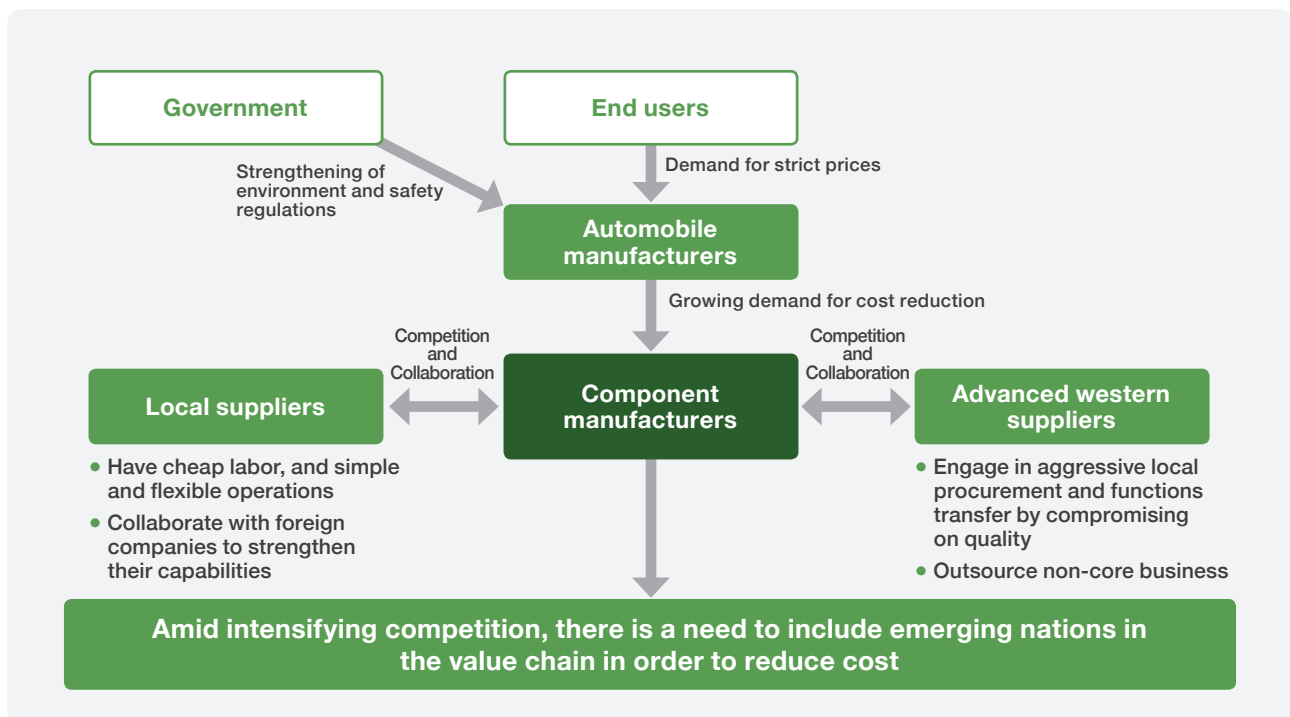 Government
End users
Strengthening of
environment and safety
regulations
Demand for strict prices
Automobile
manufacturers
Growing demand for cost reduction
Competition
and
Collaboration
Competition
and
Collaboration
Local suppliers
Component
manufacturers
Advanced western
suppliers
• Have cheap labor, and simple
and flexible operations
• Collaborate with foreign
companies to strengthen
their capabilities
• Engage in aggressive local
procurement and functions
transfer by compromising
on quality
• Outsource non-core business
Amid intensifying competition, there is a need to include emerging nations in
the value chain in order to reduce cost